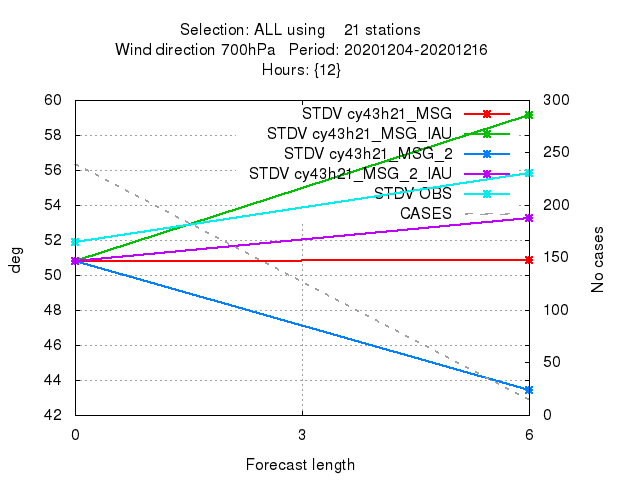 Selection: ALL using 21 stations
Wind direction 700hPa Period: 20201204-20201216
Hours: {12}
60
58
56
54
52
50
48
46
44
42
deg
300
250
200
150
100
50
0
No cases
STDV cy43h21_MSG
STDV cy43h21_MSG_IAU
STDV cy43h21_MSG_2
STDV cy43h21_MSG_2_IAU
STDV OBS
CASES
0 3 6
Forecast length